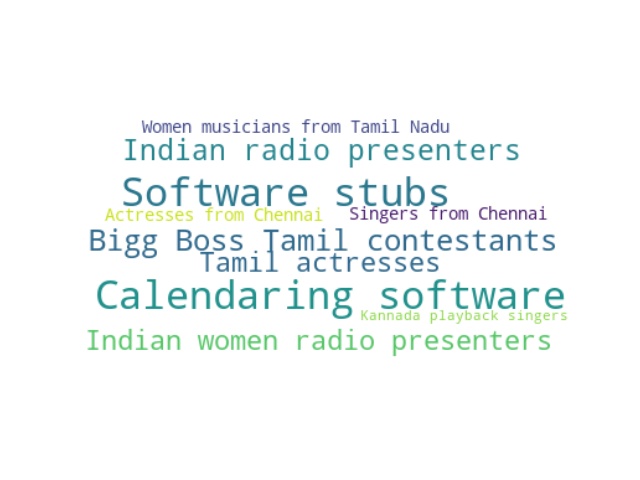 Women musicians from Tamil Nadu
Indian radio presenters
Software stubs
Actresses from Chennai
Singers from Chennai
Bigg Boss Tamil contestants
Tamil actresses
Calendaring software
Kannada playback singers
Indian women radio presenters